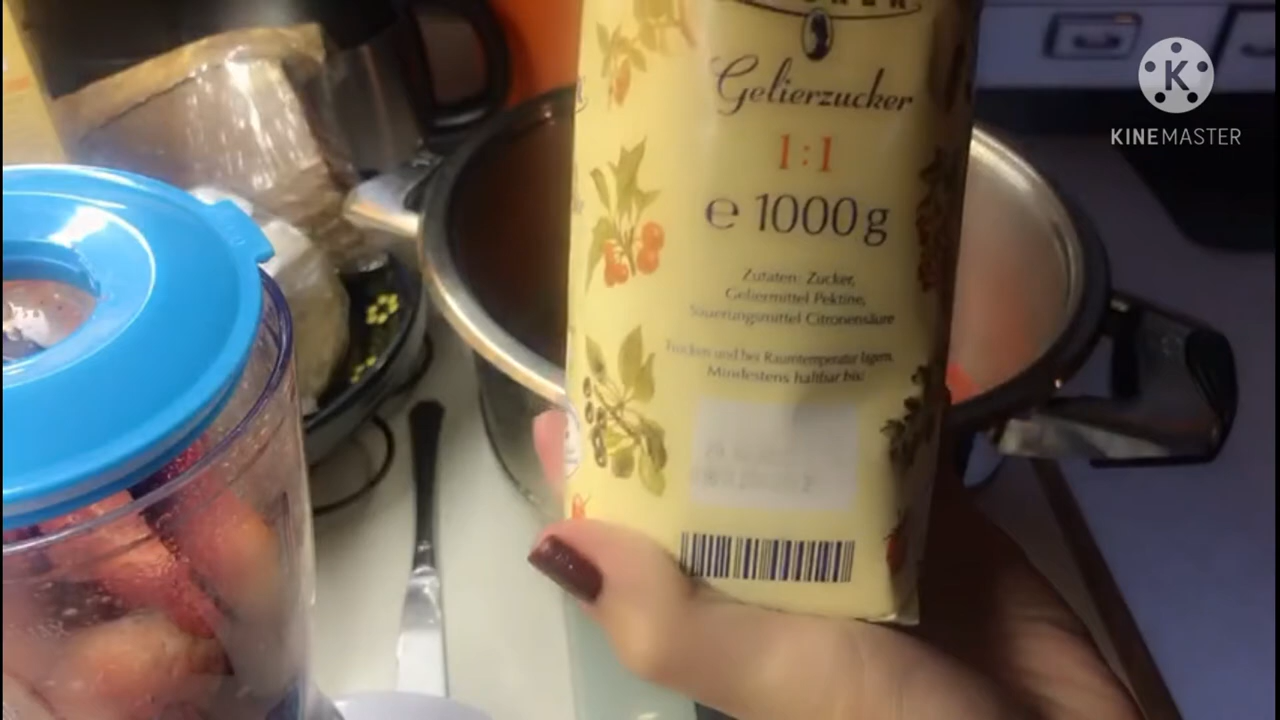 Gelierzucker
1:1
e 1000g
Zutaten: Zucker,
Geliermittel Pektine,
Säuerungsmittel Citronensäure
Trocken und bei Raumtemperatur lagern.
Mindestens haltbar bis:
K
KINEMASTER